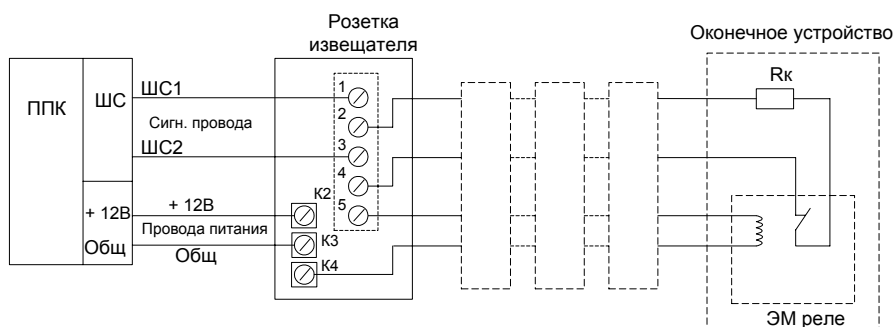 Розетка
извещателя
Оконечное устройство
ППК
ШС
ШС1
Сигн. провода
ШС2
+ 12В
+ 12В
Провода питания
Общ
Общ
1
2
3
4
5
К2
К3
К4
Rк
ЭМ реле